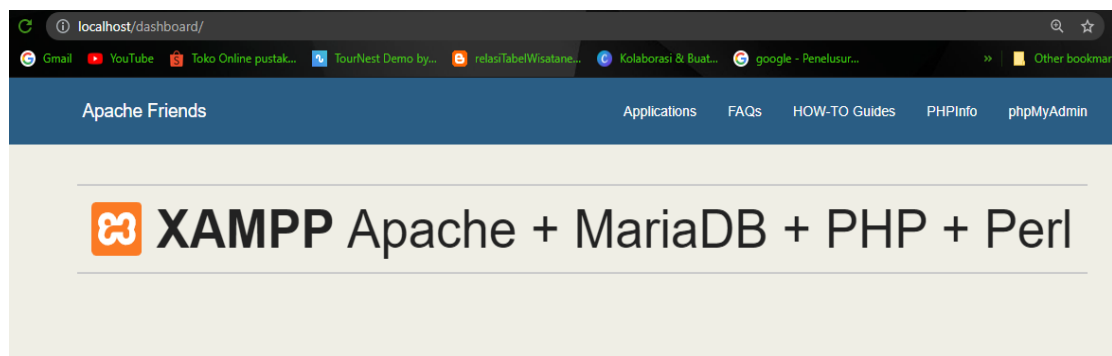 localhost/dashboard/
Gmail YouTube Toko Online pustak... TourNest Demo by... relasiTabelWisatane... Kolaborasi & Buat... google - Penelusur... » Other bookmar
Apache Friends Applications FAQs HOW-TO Guides PHPInfo phpMyAdmin
XAMPP Apache + MariaDB + PHP + Perl